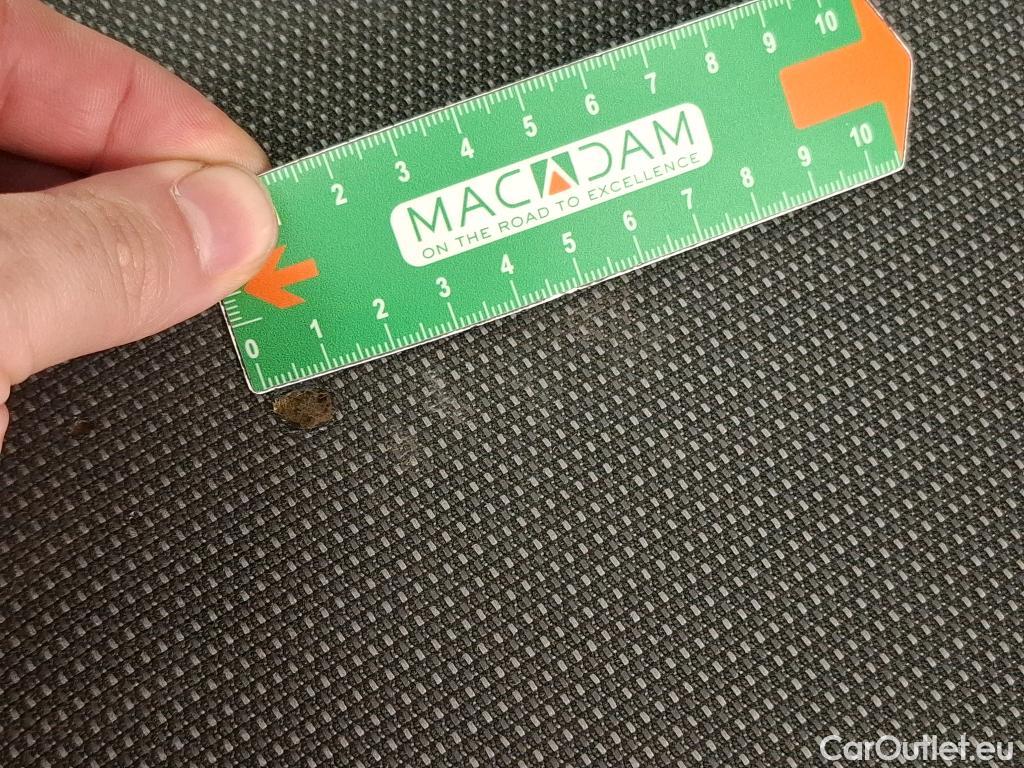 2 3 4 5 6 7 8 9 10
MACADAM
ON THE ROAD TO EXCELLENCE
0 1 2 3 4 5 6 7 8 9 10
CarOutlet.eu